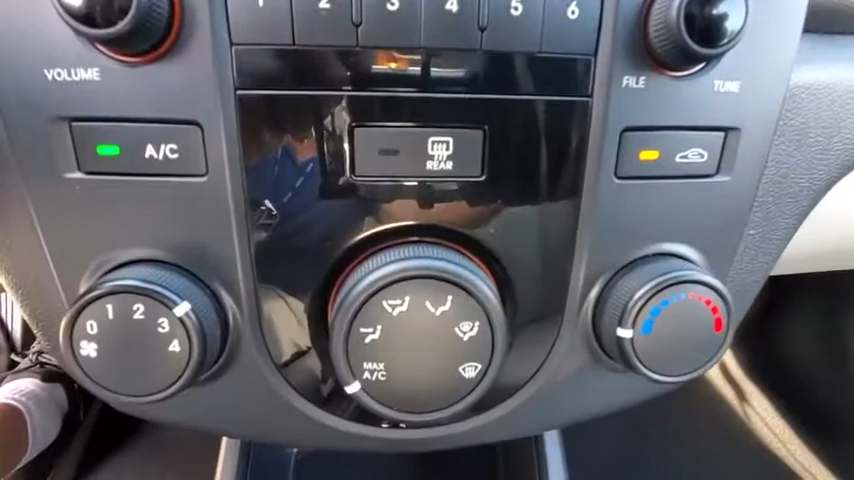 1 2 3 4 5 6
VOLUME
FILE TUNE
A/C
REAR
0 1 2 3 4
MAX
A/C